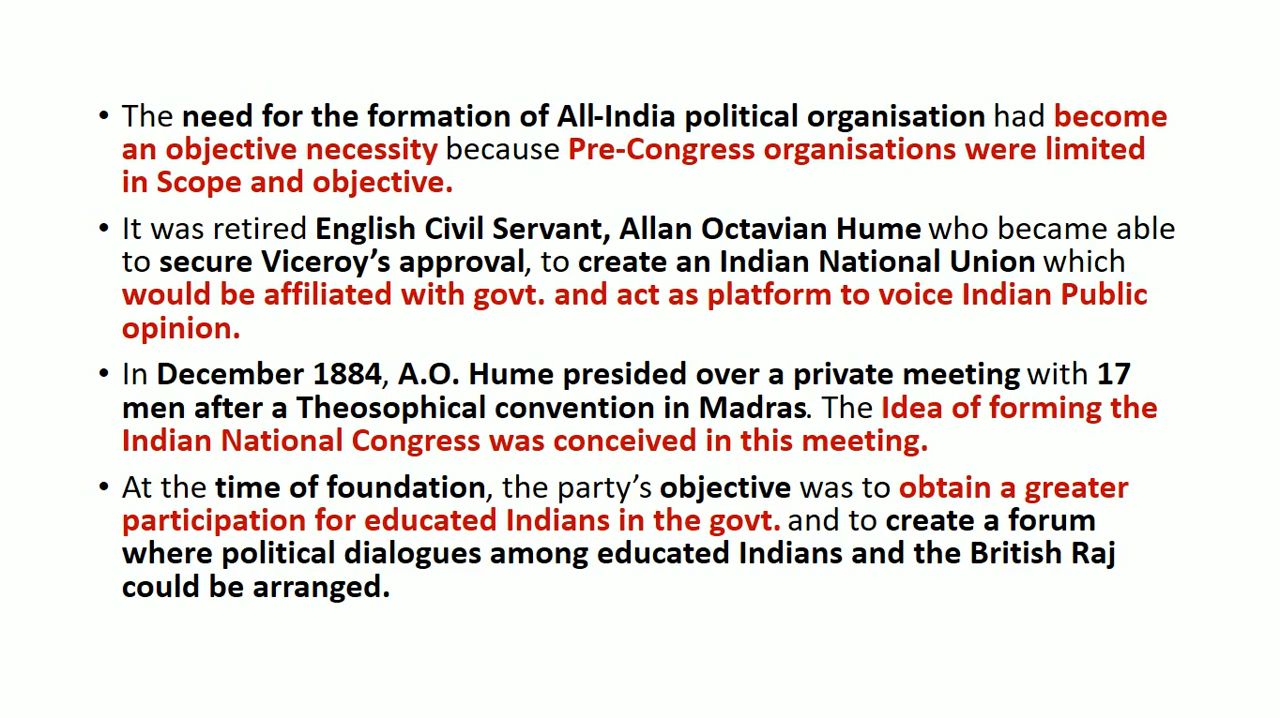 • The need for the formation of All-India political organisation had become
an objective necessity because Pre-Congress organisations were limited
in Scope and objective.
• It was retired English Civil Servant, Allan Octavian Hume who became able
to secure Viceroy’s approval, to create an Indian National Union which
would be affiliated with govt. and act as platform to voice Indian Public
opinion.
• In December 1884, A.O. Hume presided over a private meeting with 17
men after a Theosophical convention in Madras. The Idea of forming the
Indian National Congress was conceived in this meeting.
• At the time of foundation, the party’s objective was to obtain a greater
participation for educated Indians in the govt. and to create a forum
where political dialogues among educated Indians and the British Raj
could be arranged.